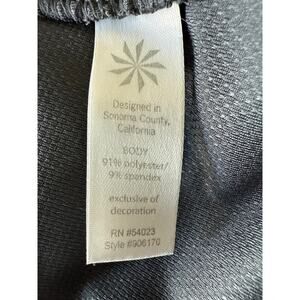 Designed in
Sonoma County,
California
BODY
91% polyester/
9% spandex
exclusive of
decoration
RN #54023
Style #906170